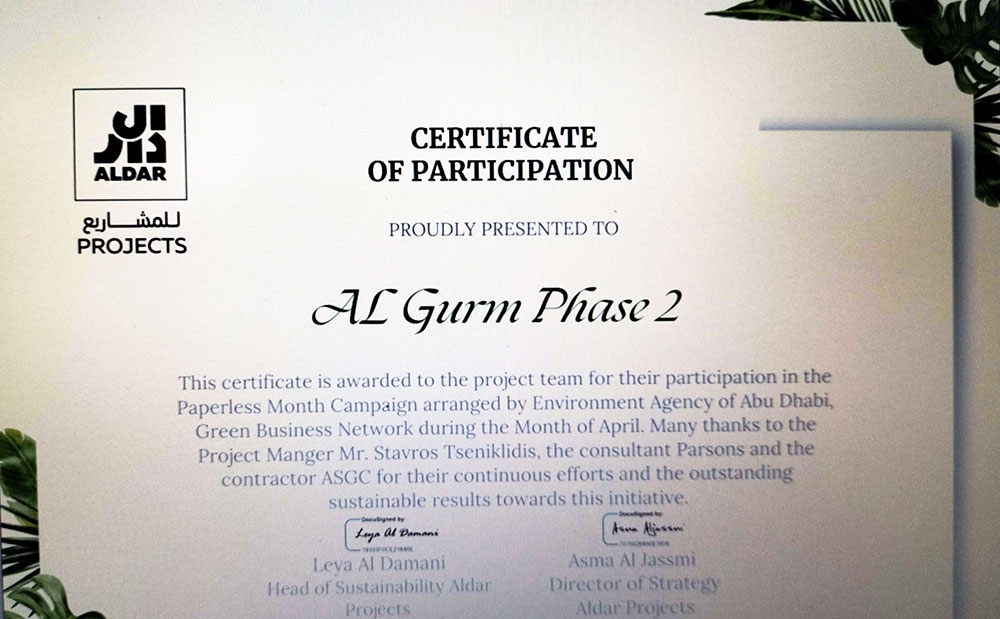 ال
دار
ALDAR
للمشـــاريع
PROJECTS
CERTIFICATE
OF PARTICIPATION
PROUDLY PRESENTED TO
AL Gurm Phase 2
This certificate is awarded to the project team for their participation in the
Paperless Month Campaign arranged by Environment Agency of Abu Dhabi,
Green Business Network during the Month of April. Many thanks to the
Project Manger Mr. Stavros Tseniklidis, the consultant Parsons and the
contractor ASGC for their continuous efforts and the outstanding
sustainable results towards this initiative.
DocuSigned by:
Leya Al Damani
Leya Al Damani
Head of Sustainability Aldar
Projects
DocuSigned by:
Asma Aljassmi
Asma Al Jassmi
Director of Strategy
Aldar Projects